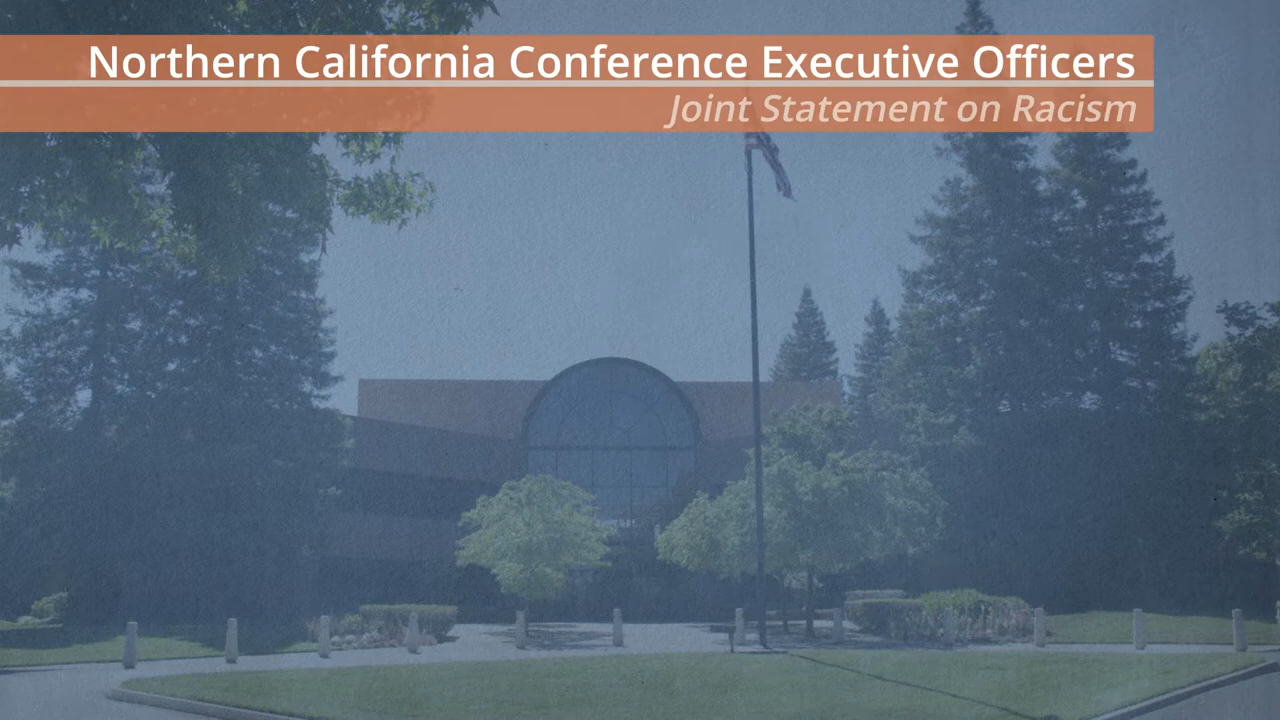 Northern California Conference Executive Officers
Joint Statement on Racism